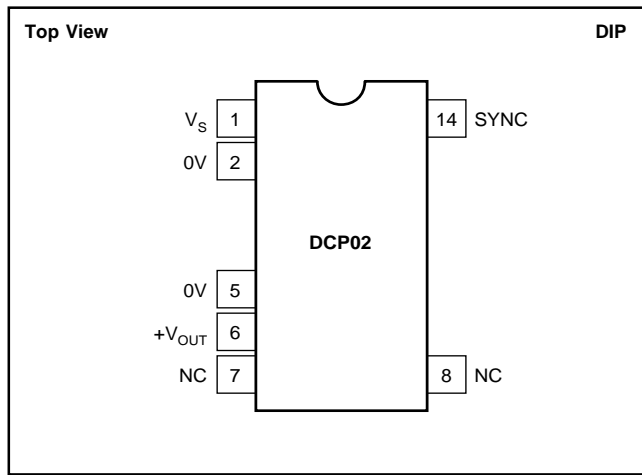 Top View DIP
V_S 1 14 SYNC
0V 2
DCP02
0V 5
+V_OUT 6
NC 7 8 NC